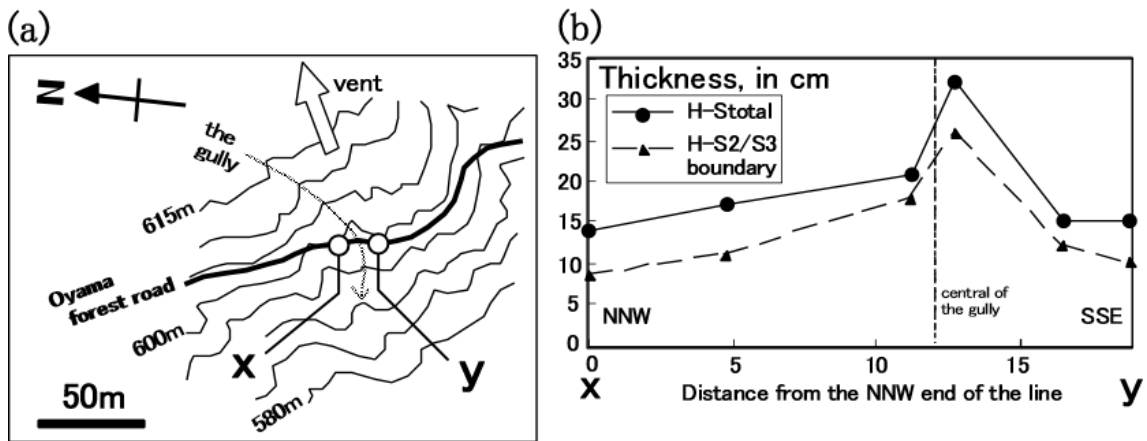 (a)
N
vent
the
gully
615m
Oyama
forest road
600m
x
y
50m
580m
(b)
Thickness, in cm
H-Stotal
H-S2/S3
boundary
35
30
25
20
15
10
5
0
NNW
central of
the gully
SSE
0 5 10 15
x Distance from the NNW end of the line y